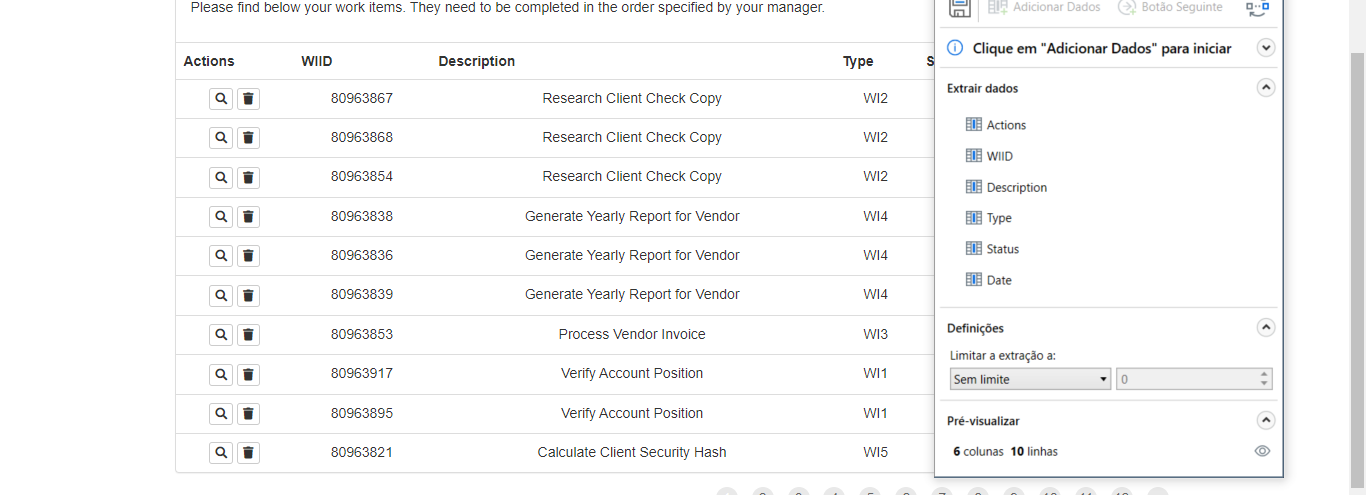 Please find below your work items. They need to be completed in the order specified by your manager.
Actions WIID Description Type S
80963867 Research Client Check Copy WI2
80963868 Research Client Check Copy WI2
80963854 Research Client Check Copy WI2
80963838 Generate Yearly Report for Vendor WI4
80963836 Generate Yearly Report for Vendor WI4
80963839 Generate Yearly Report for Vendor WI4
80963853 Process Vendor Invoice WI3
80963917 Verify Account Position WI1
80963895 Verify Account Position WI1
80963821 Calculate Client Security Hash WI5
Adicionar Dados Botão Seguinte
Clique em "Adicionar Dados" para iniciar
Extrair dados
Actions
WIID
Description
Type
Status
Date
Definições
Limitar a extração a:
Sem limite 0
Pré-visualizar
6 colunas 10 linhas